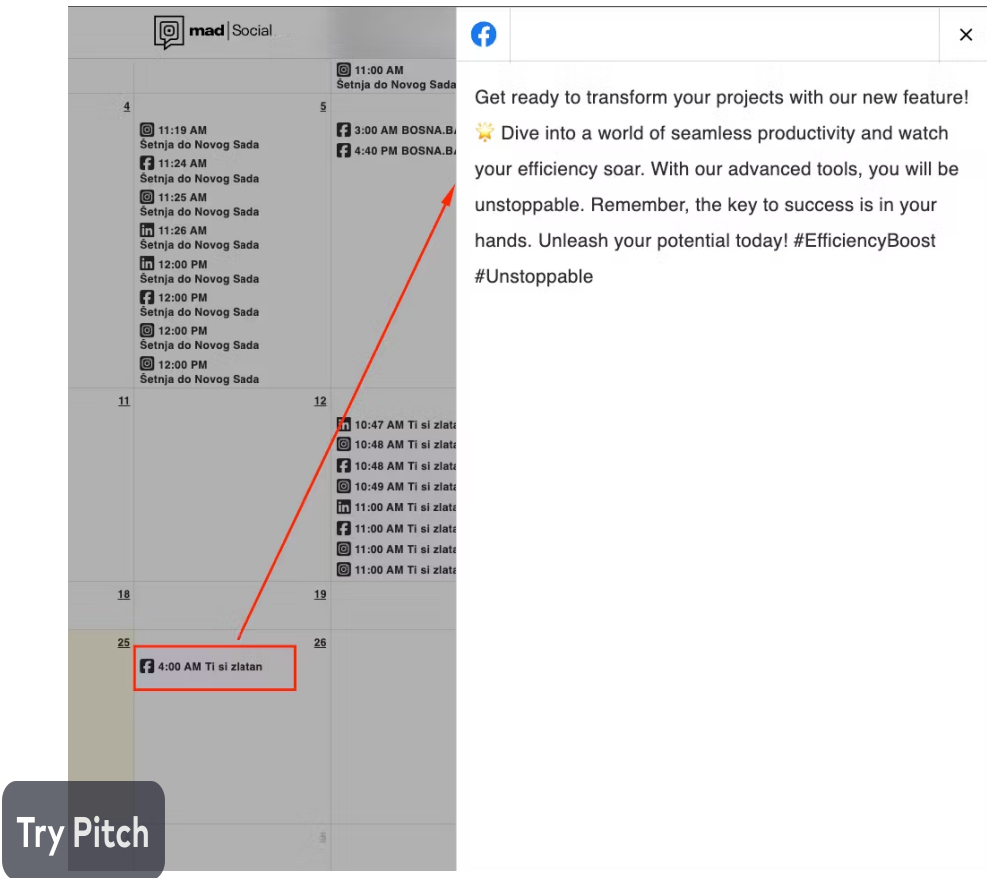 mad Social
11:00 AM
Šetnja do Novog Sada
4
5
11:19 AM
Šetnja do Novog Sada
11:24 AM
Šetnja do Novog Sada
11:25 AM
Šetnja do Novog Sada
11:26 AM
Šetnja do Novog Sada
12:00 PM
Šetnja do Novog Sada
12:00 PM
Šetnja do Novog Sada
12:00 PM
Šetnja do Novog Sada
12:00 PM
Šetnja do Novog Sada
3:00 AM BOSNA.BA
4:40 PM BOSNA.BA
11
12
10:47 AM Ti si zlata
10:48 AM Ti si zlata
10:48 AM Ti si zlata
10:49 AM Ti si zlata
11:00 AM Ti si zlata
11:00 AM Ti si zlata
11:00 AM Ti si zlata
11:00 AM Ti si zlata
18
19
25
26
4:00 AM Ti si zlatan
Try Pitch
Get ready to transform your projects with our new feature!
🌟 Dive into a world of seamless productivity and watch
your efficiency soar. With our advanced tools, you will be
unstoppable. Remember, the key to success is in your
hands. Unleash your potential today! #EfficiencyBoost
#Unstoppable